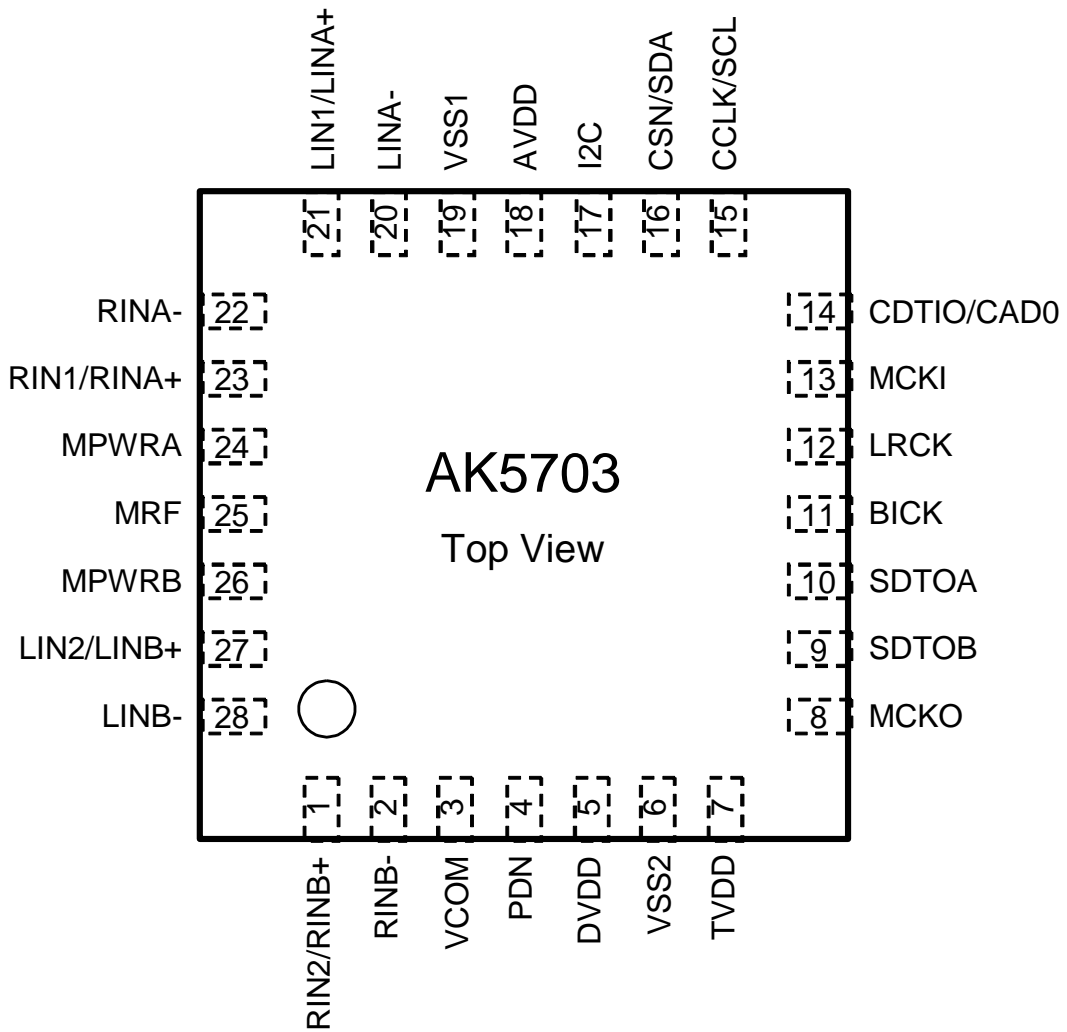 LIN1/LINA+
LINA-
VSS1
AVDD
I2C
CSN/SDA
CCLK/SCL
21
20
19
18
17
16
15
RINA- 22
14 CDTIO/CAD0
RIN1/RINA+ 23
13 MCKI
MPWRA 24
12 LRCK
AK5703
MRF 25
11 BICK
Top View
MPWRB 26
10 SDTOA
LIN2/LINB+ 27
9 SDTOB
LINB- 28
8 MCKO
1
2
3
4
5
6
7
RIN2/RINB+
RINB-
VCOM
PDN
DVDD
VSS2
TVDD